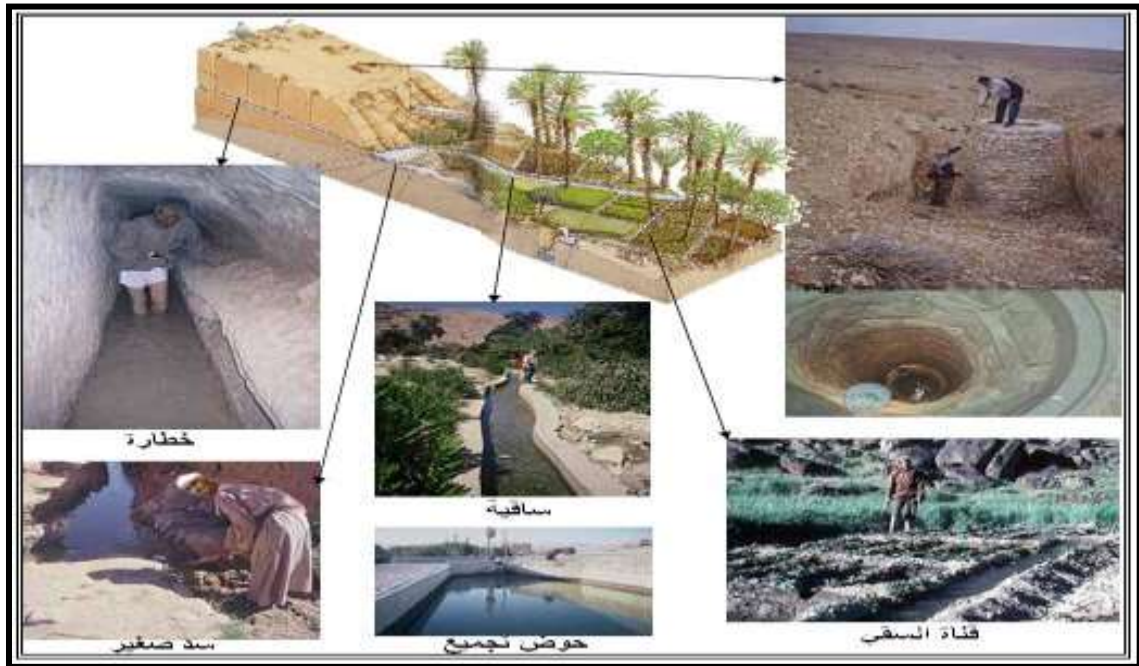 خطارة
ساقية
سد صغير
حوض تجميع
قناة السقي